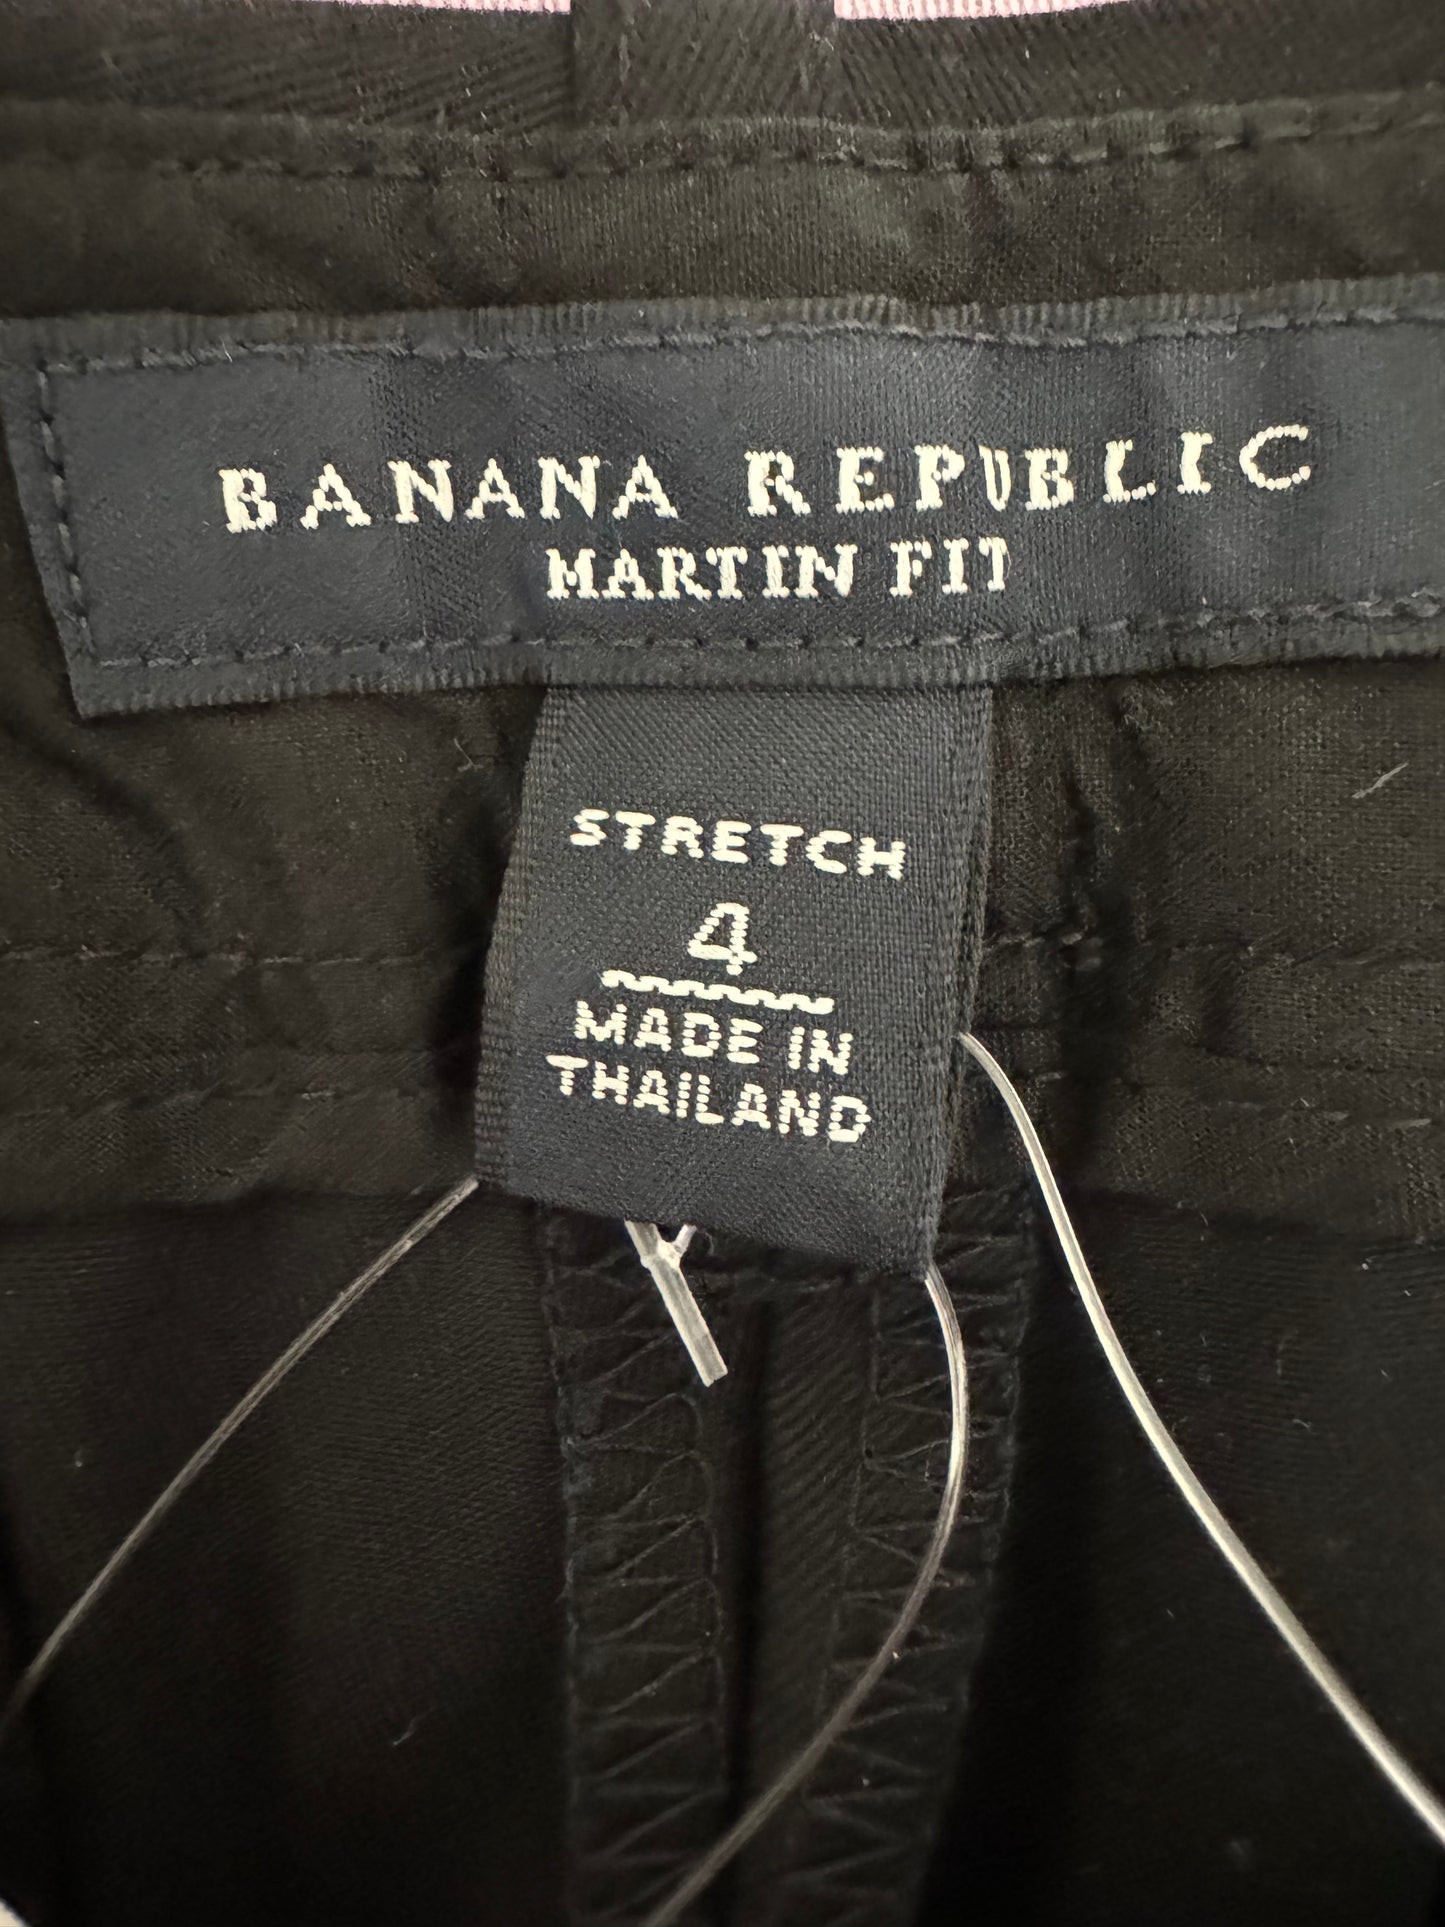 BANANA REPUBLIC
MARTIN FIT
STRETCH
4
MADE IN
THAILAND